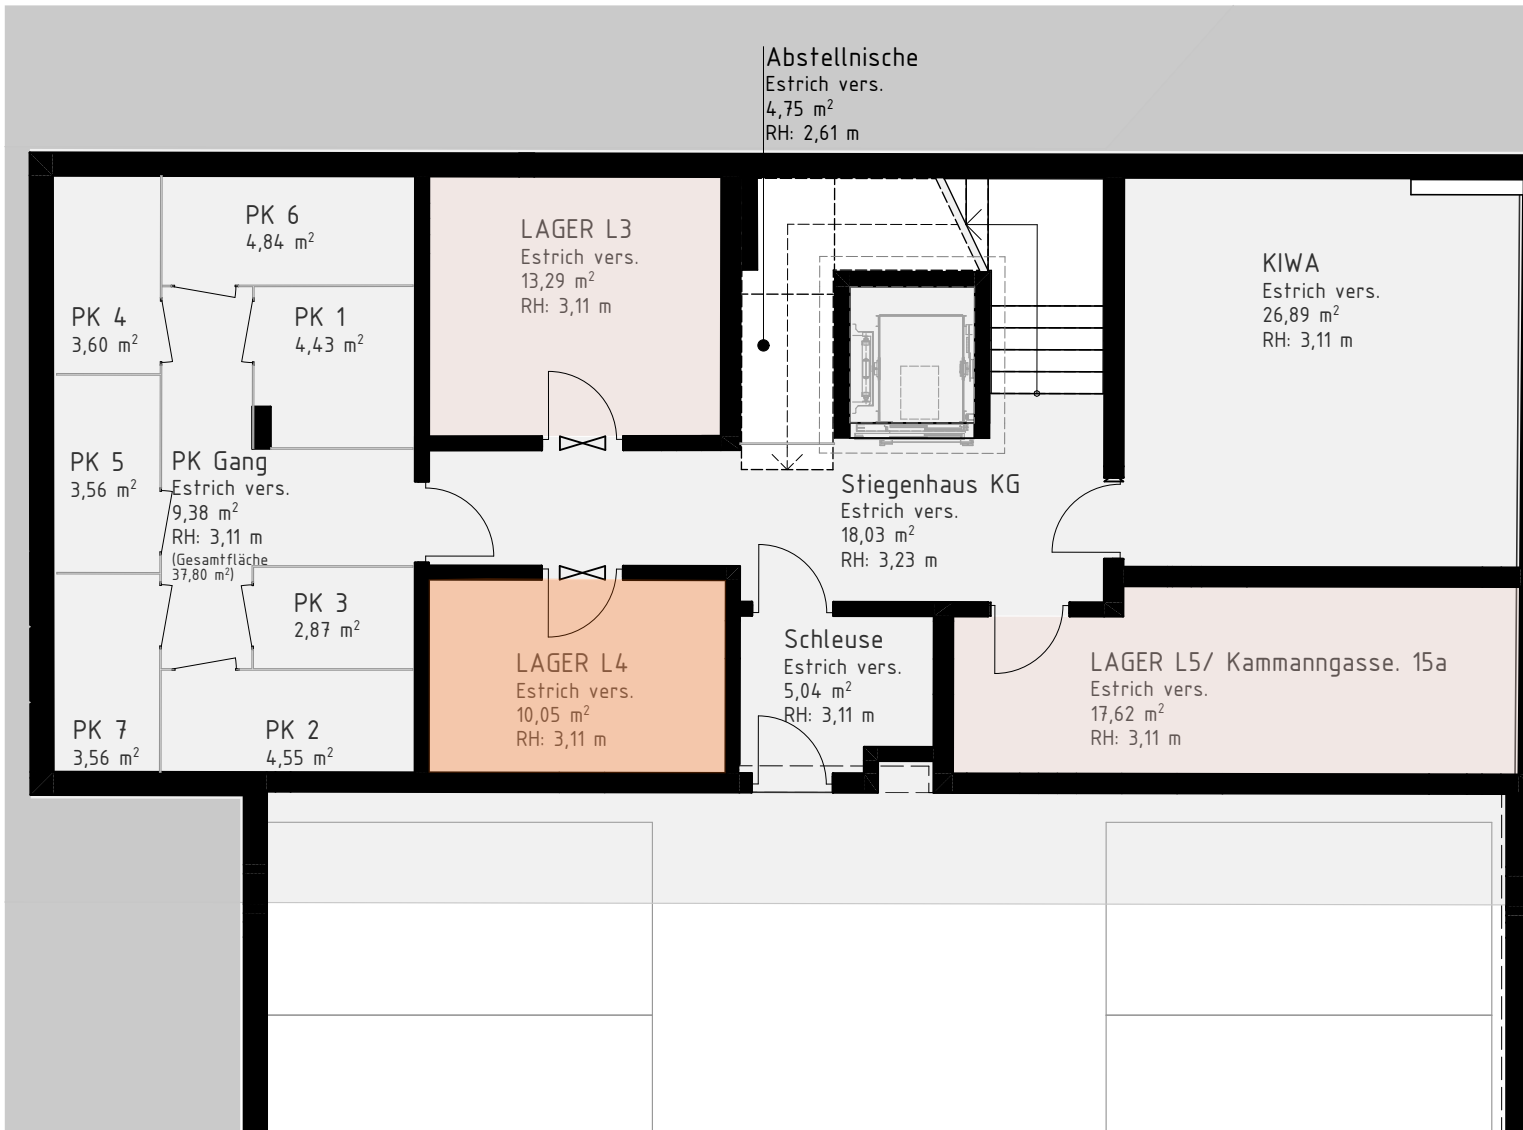 Abstellnische
Estrich vers.
4,75 m²
RH: 2,61 m
PK 6
4,84 m²
LAGER L3
Estrich vers.
13,29 m²
RH: 3,11 m
KIWA
Estrich vers.
26,89 m²
RH: 3,11 m
PK 4
3,60 m²
PK 1
4,43 m²
PK 5
3,56 m²
PK Gang
Estrich vers.
9,38 m²
RH: 3,11 m
(Gesamtfläche
37,80 m²)
Stiegenhaus KG
Estrich vers.
18,03 m²
RH: 3,23 m
PK 3
2,87 m²
LAGER L4
Estrich vers.
10,05 m²
RH: 3,11 m
Schleuse
Estrich vers.
5,04 m²
RH: 3,11 m
LAGER L5/ Kammanngasse. 15a
Estrich vers.
17,62 m²
RH: 3,11 m
PK 7
3,56 m²
PK 2
4,55 m²